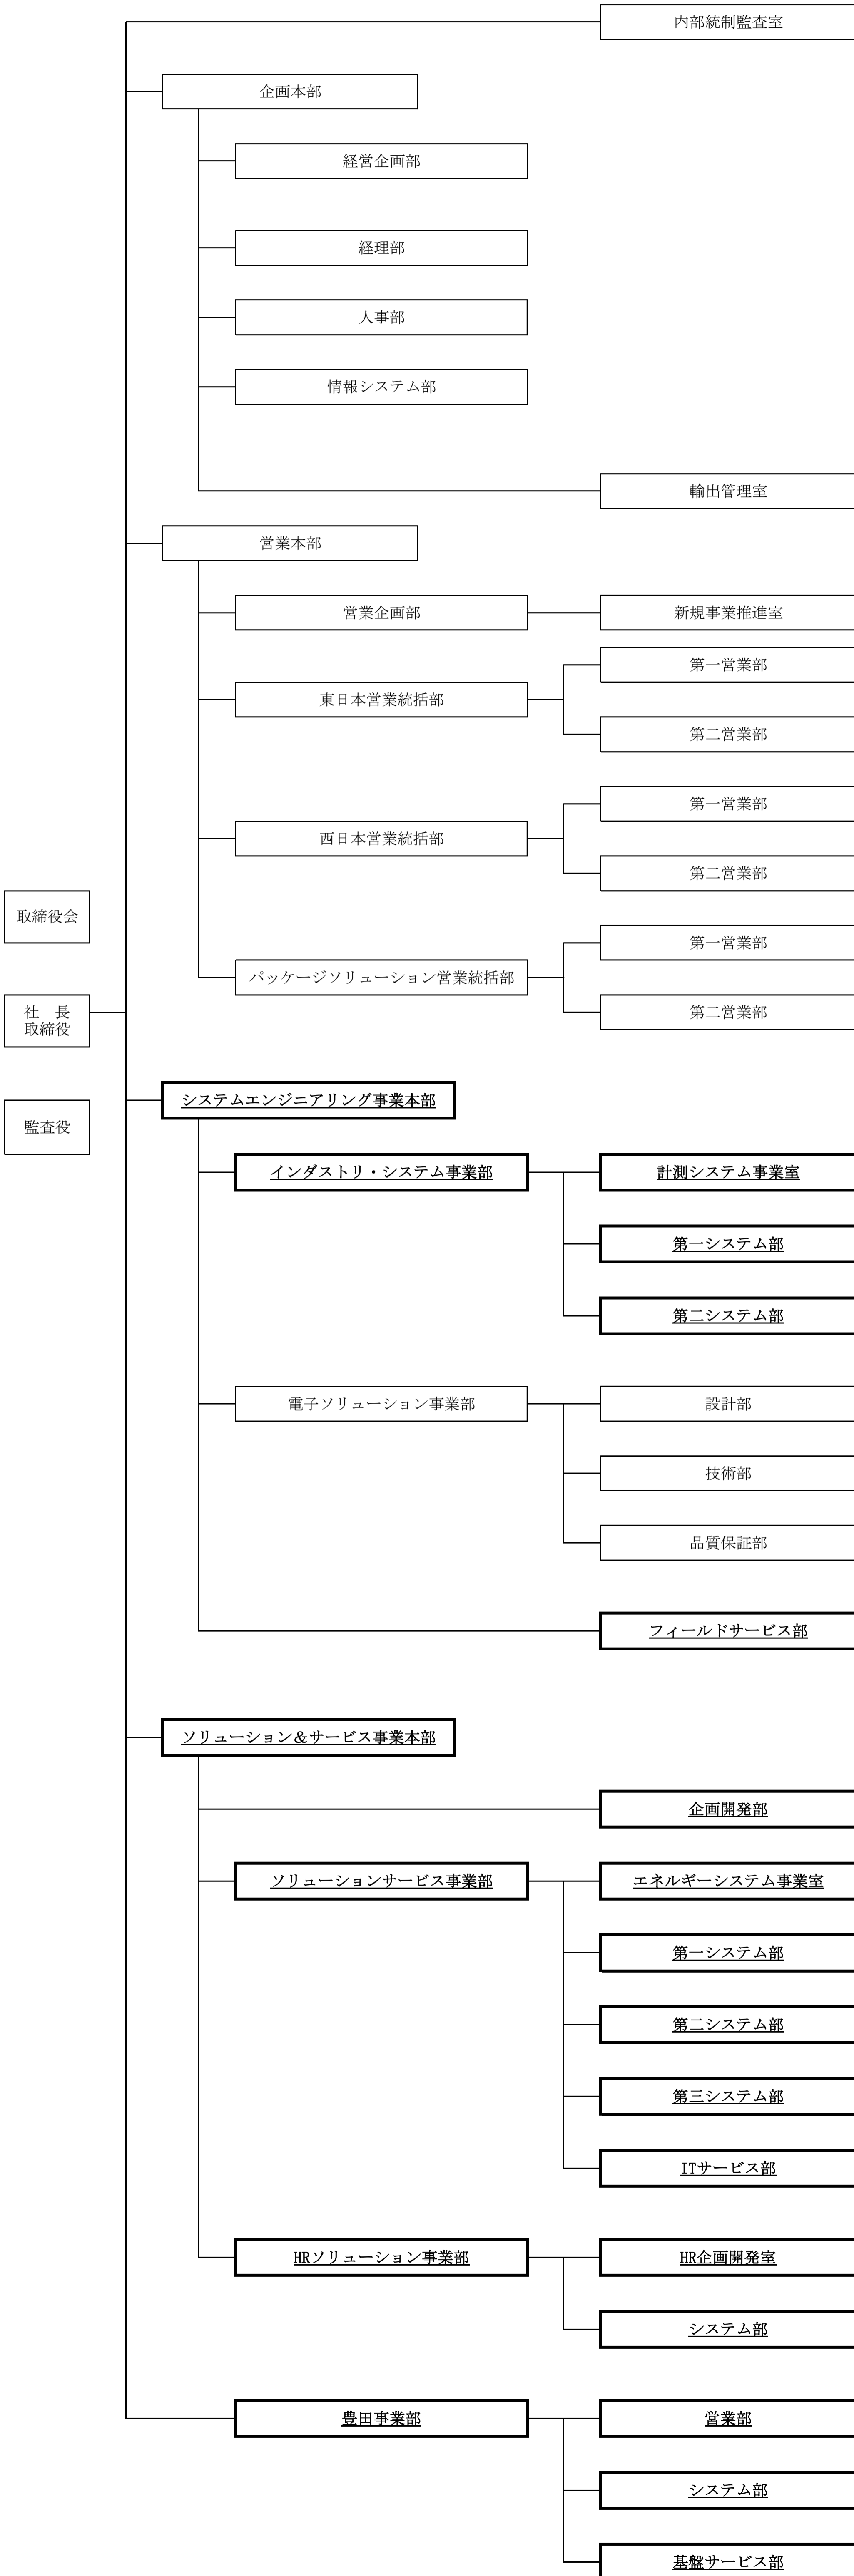 内部統制監査室
企画本部
経営企画部
経理部
人事部
情報システム部
輸出管理室
営業本部
営業企画部
新規事業推進室
第一営業部
東日本営業統括部
第二営業部
第一営業部
西日本営業統括部
第二営業部
取締役会
第一営業部
パッケージソリューション営業統括部
第二営業部
社　長
取締役
システムエンジニアリング事業本部
監査役
インダストリ・システム事業部
計測システム事業室
第一システム部
第二システム部
電子ソリューション事業部
設計部
技術部
品質保証部
フィールドサービス部
ソリューション＆サービス事業本部
企画開発部
ソリューションサービス事業部
エネルギーシステム事業室
第一システム部
第二システム部
第三システム部
ITサービス部
HRソリューション事業部
HR企画開発室
システム部
豊田事業部
営業部
システム部
基盤サービス部